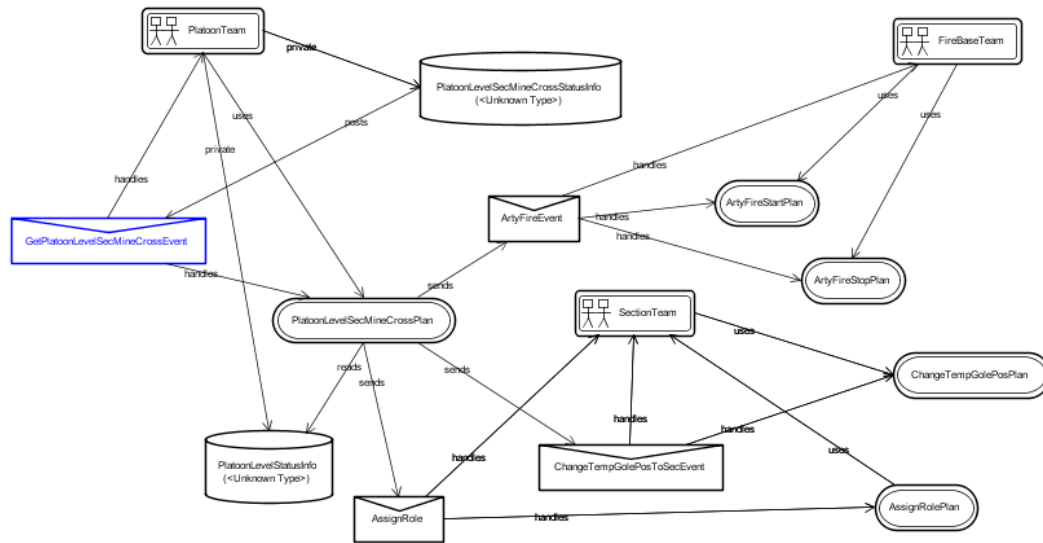 PlatoonTeam
FireBaseTeam
private
PlatoonLevelSecMineCrossStatusInfo
(<Unknown Type>)
uses
uses
uses
posts
private
handles
handles
GetPlatoonLevelSecMineCrossEvent
ArtyFireEvent
handles
ArtyFireStartPlan
handles
handles
sends
ArtyFireStopPlan
PlatoonLevelSecMineCrossPlan
SectionTeam
uses
reads
sends
sends
ChangeTempGolePosPlan
handles
handles
handles
uses
PlatoonLevelStatusInfo
(<Unknown Type>)
ChangeTempGolePosToSecEvent
AssignRole
handles
AssignRolePlan